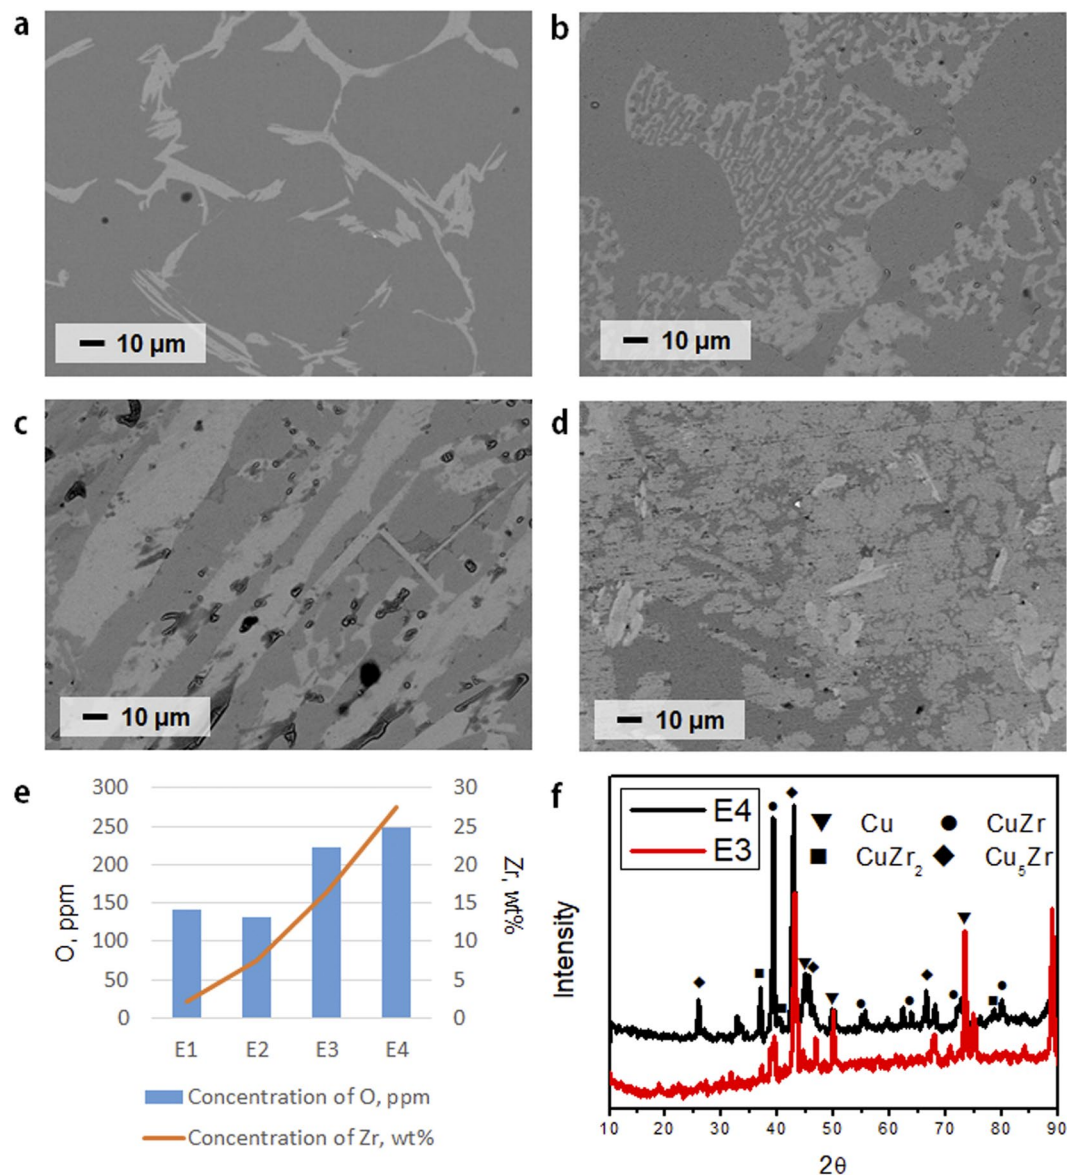 a
b
10 μm
10 μm
c
d
10 μm
10 μm
e
300
250
200
150
100
50
0
O, ppm
30
25
20
15
10
5
0
Zr, wt%
E1 E2 E3 E4
Concentration of O, ppm
Concentration of Zr, wt%
f
E4
E3
Cu CuZr
CuZr₂ Cu₅Zr
Intensity
10 20 30 40 50 60 70 80 90
2θ